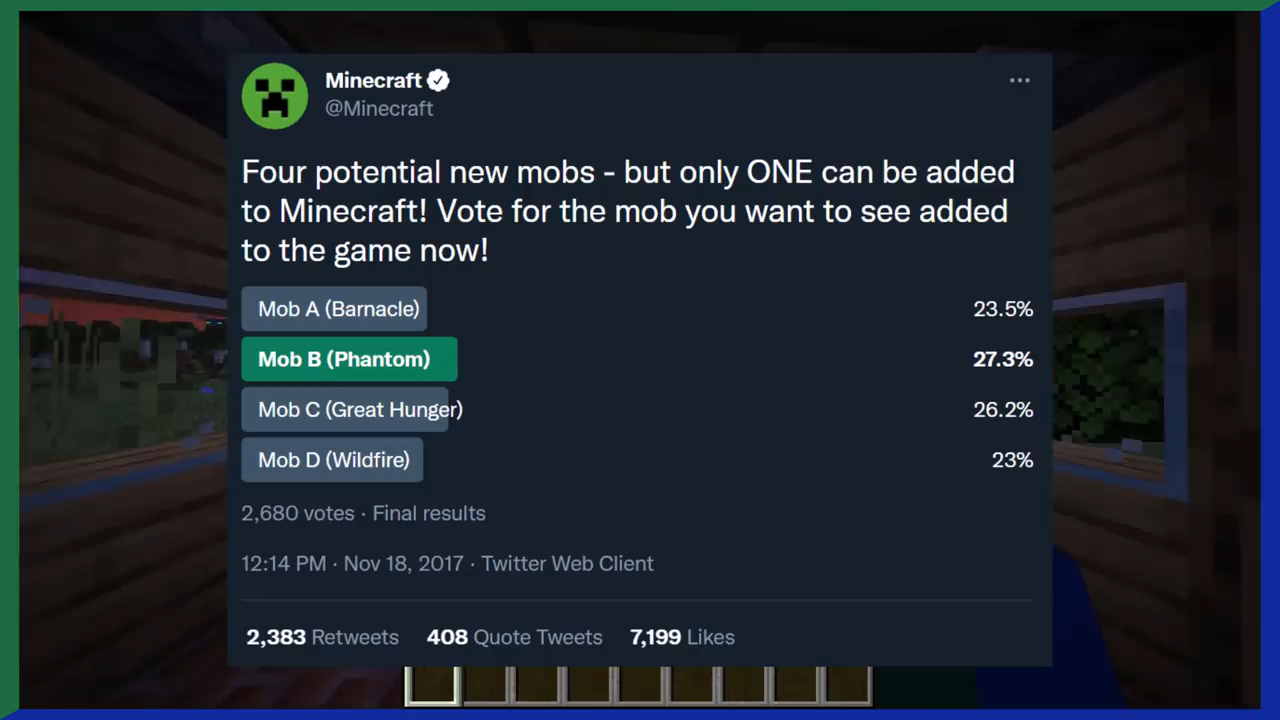 Minecraft
@Minecraft
Four potential new mobs - but only ONE can be added
to Minecraft! Vote for the mob you want to see added
to the game now!
Mob A (Barnacle) 23.5%
Mob B (Phantom) 27.3%
Mob C (Great Hunger) 26.2%
Mob D (Wildfire) 23%
2,680 votes · Final results
12:14 PM · Nov 18, 2017 · Twitter Web Client
2,383 Retweets 408 Quote Tweets 7,199 Likes